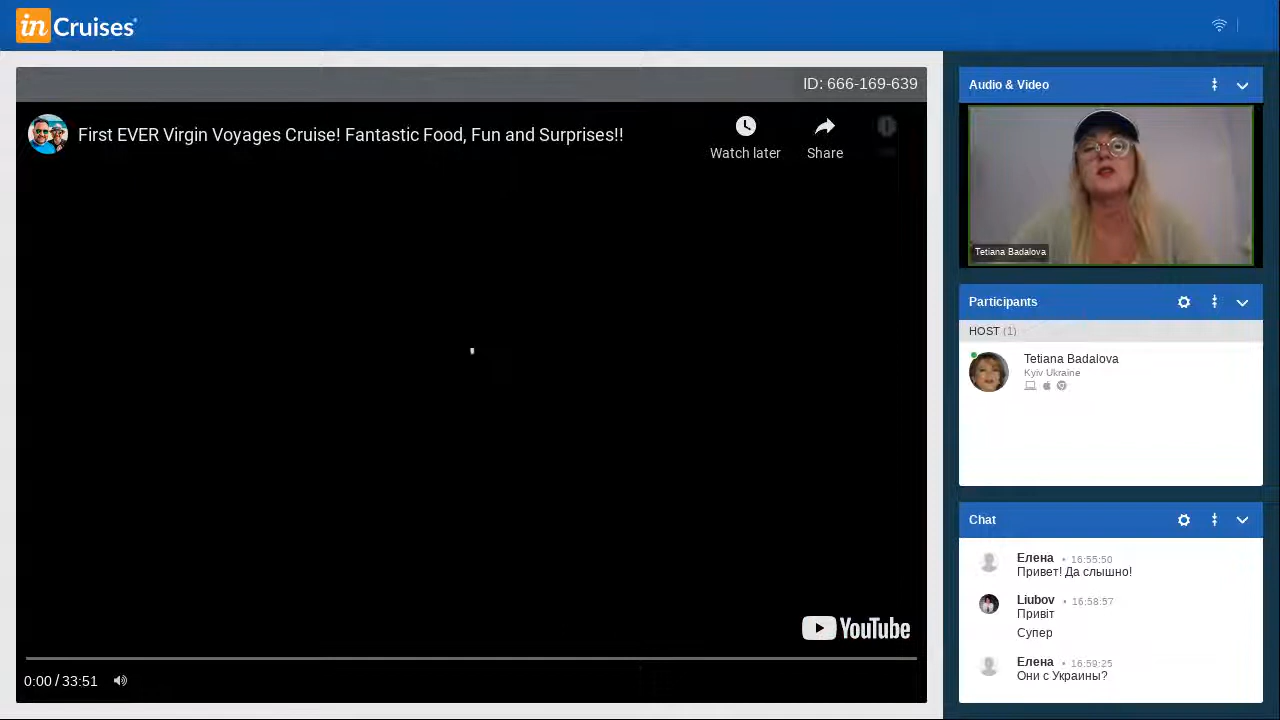 in Cruises
ID: 666-169-639
First EVER Virgin Voyages Cruise! Fantastic Food, Fun and Surprises!!
Watch later
Share
YouTube
0:00 / 33:51
Audio & Video
Tetiana Badalova
Participants
HOST (1)
Tetiana Badalova
Kyiv Ukraine
Chat
Елена • 16:55:50
Привет! Да слышно!
Liubov • 16:58:57
Привіт
Супер
Елена • 16:59:25
Они с Украины?